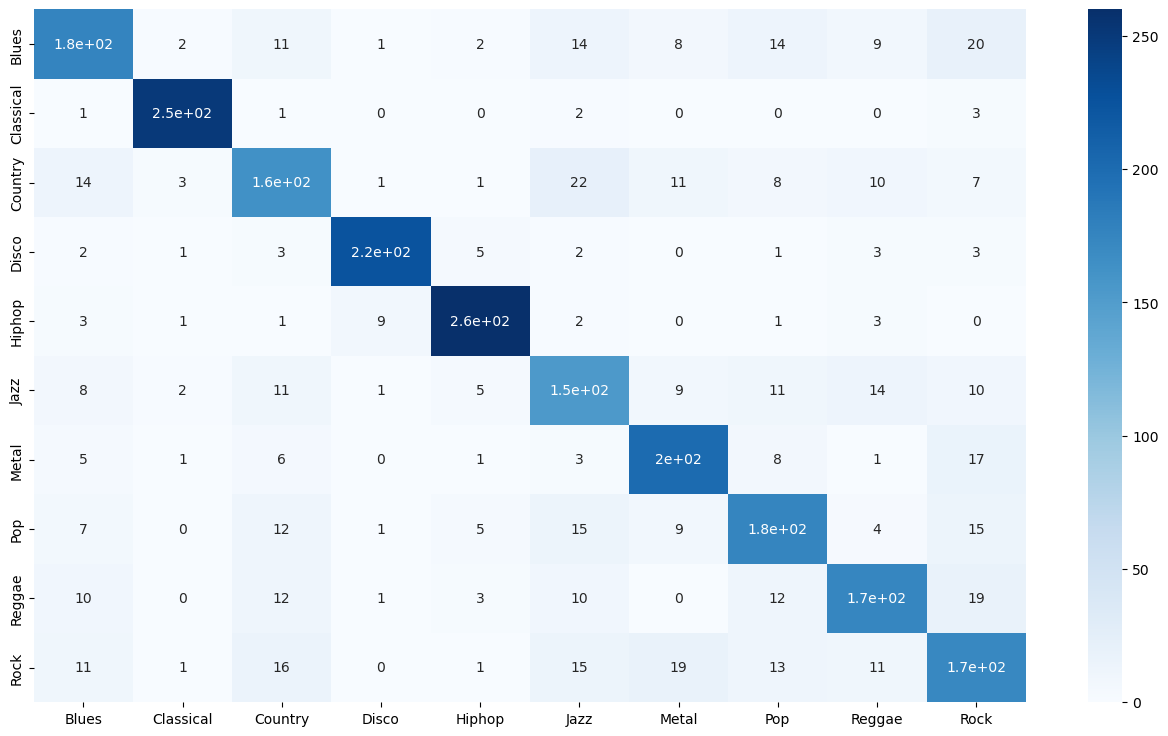 Blues 1.8e+02 2 11 1 2 14 8 14 9 20
Classical 1 2.5e+02 1 0 0 2 0 0 0 3
Country 14 3 1.6e+02 1 1 22 11 8 10 7
Disco 2 1 3 2.2e+02 5 2 0 1 3 3
Hiphop 3 1 1 9 2.6e+02 2 0 1 3 0
Jazz 8 2 11 1 5 1.5e+02 9 11 14 10
Metal 5 1 6 0 1 3 2e+02 8 1 17
Pop 7 0 12 1 5 15 9 1.8e+02 4 15
Reggae 10 0 12 1 3 10 0 12 1.7e+02 19
Rock 11 1 16 0 1 15 19 13 11 1.7e+02
Blues Classical Country Disco Hiphop Jazz Metal Pop Reggae Rock
250
200
150
100
50
0